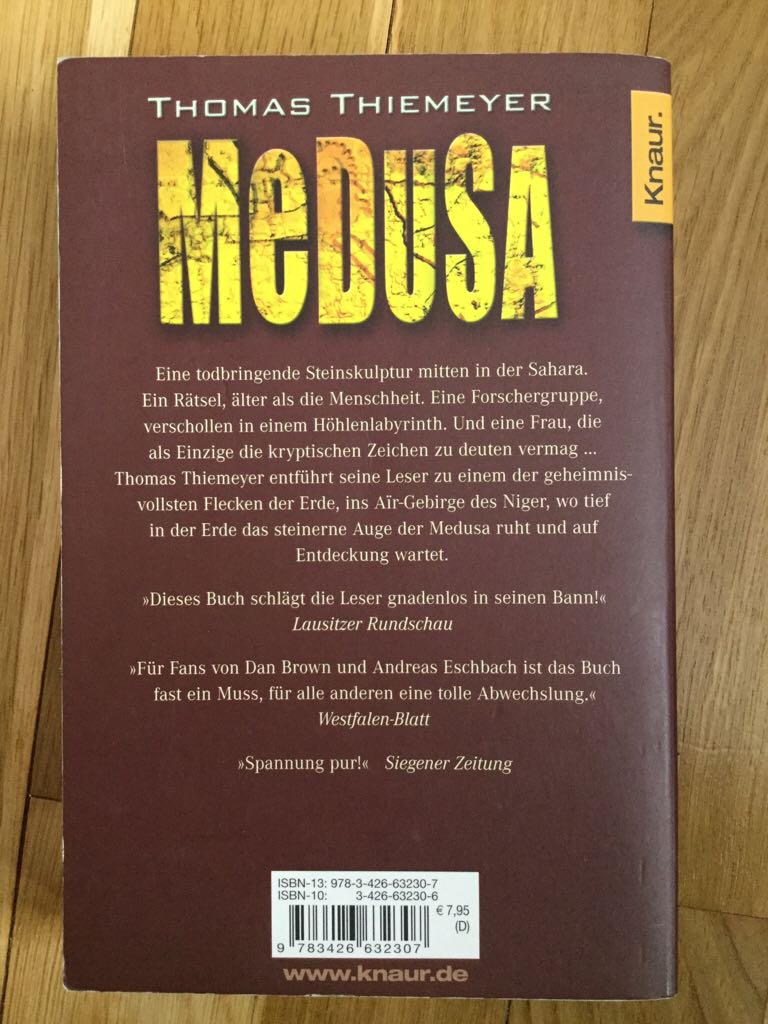 THOMAS THIEMEYER
Knaur.
MeDUSA
Eine todbringende Steinskulptur mitten in der Sahara.
Ein Rätsel, älter als die Menschheit. Eine Forschergruppe,
verschollen in einem Höhlenlabyrinth. Und eine Frau, die
als Einzige die kryptischen Zeichen zu deuten vermag ...
Thomas Thiemeyer entführt seine Leser zu einem der geheimnis-
vollsten Flecken der Erde, ins Aïr-Gebirge des Niger, wo tief
in der Erde das steinerne Auge der Medusa ruht und auf
Entdeckung wartet.
»Dieses Buch schlägt die Leser gnadenlos in seinen Bann!«
Lausitzer Rundschau
»Für Fans von Dan Brown und Andreas Eschbach ist das Buch
fast ein Muss, für alle anderen eine tolle Abwechslung.«
Westfalen-Blatt
»Spannung pur!« Siegener Zeitung
ISBN-13: 978-3-426-63230-7
ISBN-10: 3-426-63230-6
€ 7,95
(D)
9 783426 632307
www.knaur.de